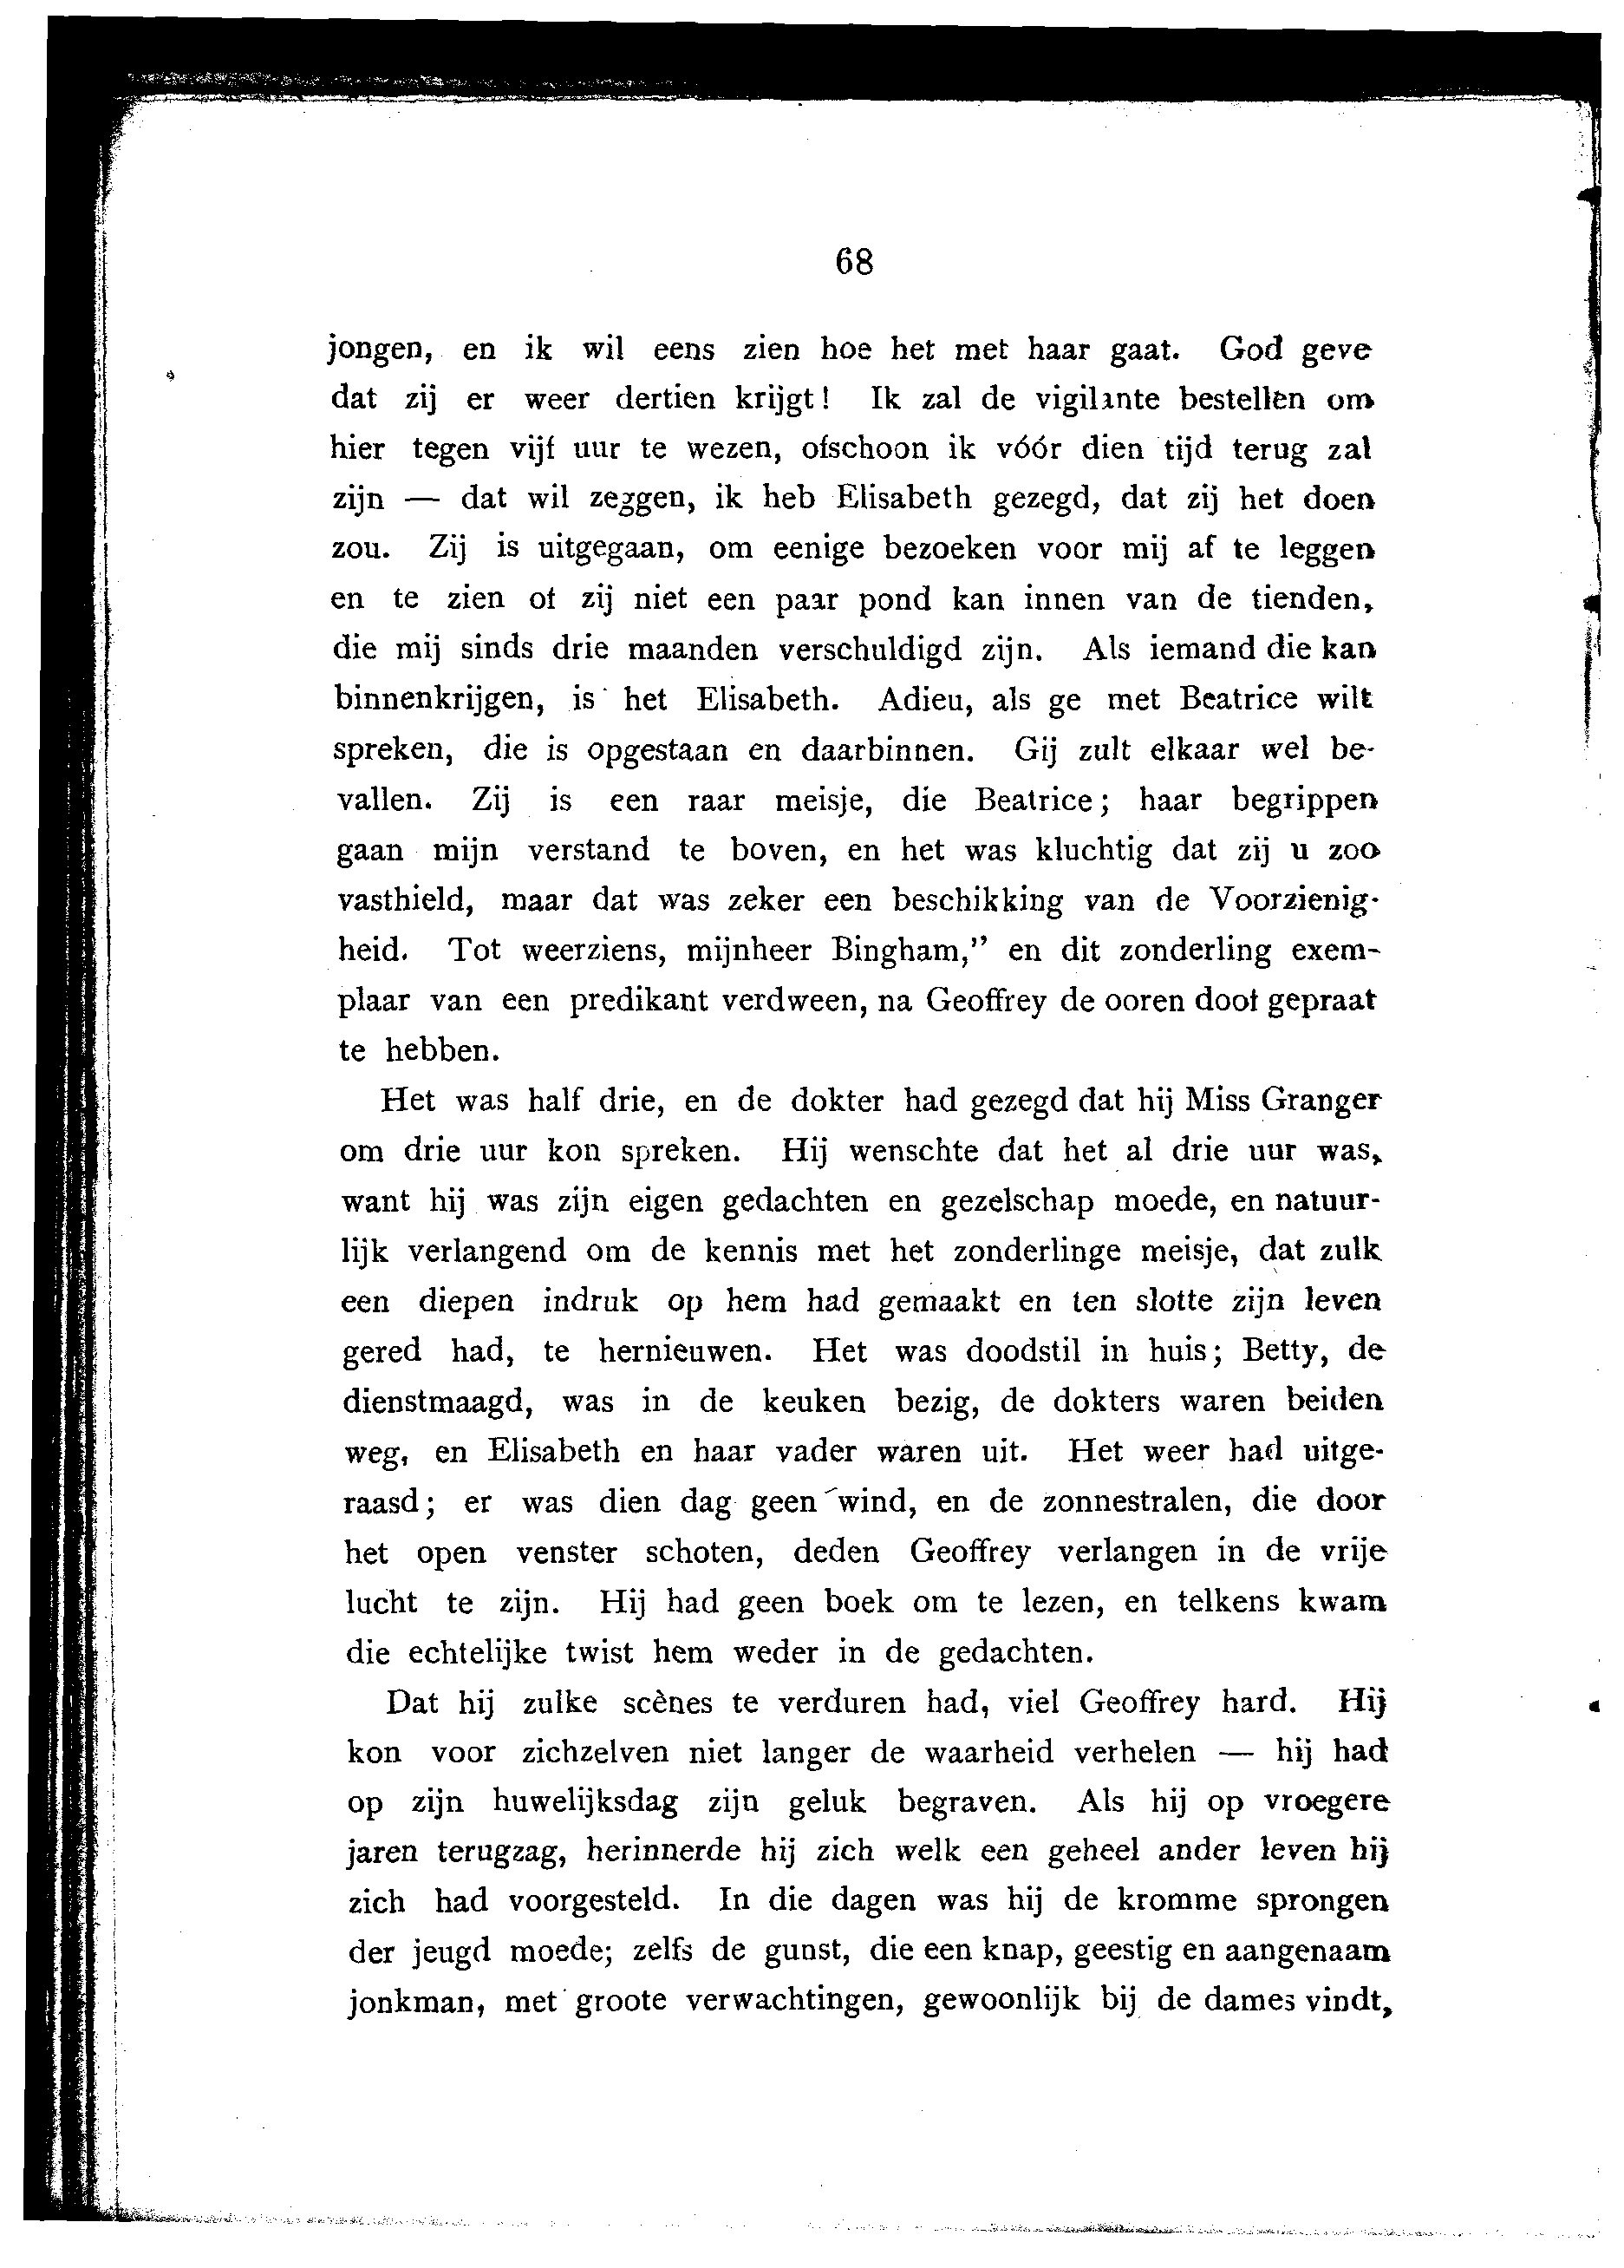 68
jongen, en ik wil eens zien hoe het met haar gaat. God geve
dat zij er weer dertien krijgt! Ik zal de vigilante bestellen om
hier tegen vijf uur te wezen, ofschoon ik vóór dien tijd terug zal
zijn — dat wil zeggen, ik heb Elisabeth gezegd, dat zij het doen
zou. Zij is uitgegaan, om eenige bezoeken voor mij af te leggen
en te zien of zij niet een paar pond kan innen van de tienden,
die mij sinds drie maanden verschuldigd zijn. Als iemand die kan
binnenkrijgen, is het Elisabeth. Adieu, als ge met Beatrice wilt
spreken, die is opgestaan en daarbinnen. Gij zult elkaar wel be-
vallen. Zij is een raar meisje, die Beatrice; haar begrippen
gaan mijn verstand te boven, en het was kluchtig dat zij u zoo
vasthield, maar dat was zeker een beschikking van de Voorzienig-
heid. Tot weerziens, mijnheer Bingham,” en dit zonderling exem-
plaar van een predikant verdween, na Geoffrey de ooren doof gepraat
te hebben.
Het was half drie, en de dokter had gezegd dat hij Miss Granger
om drie uur kon spreken. Hij wenschte dat het al drie uur was,
want hij was zijn eigen gedachten en gezelschap moede, en natuur-
lijk verlangend om de kennis met het zonderlinge meisje, dat zulk
een diepen indruk op hem had gemaakt en ten slotte zijn leven
gered had, te hernieuwen. Het was doodstil in huis; Betty, de
dienstmaagd, was in de keuken bezig, de dokters waren beiden
weg, en Elisabeth en haar vader waren uit. Het weer had uitge-
raasd; er was dien dag geen wind, en de zonnestralen, die door
het open venster schoten, deden Geoffrey verlangen in de vrije
lucht te zijn. Hij had geen boek om te lezen, en telkens kwam
die echtelijke twist hem weder in de gedachten.
Dat hij zulke scènes te verduren had, viel Geoffrey hard. Hij
kon voor zichzelven niet langer de waarheid verhelen — hij had
op zijn huwelijksdag zijn geluk begraven. Als hij op vroegere
jaren terugzag, herinnerde hij zich welk een geheel ander leven hij
zich had voorgesteld. In die dagen was hij de kromme sprongen
der jeugd moede; zelfs de gunst, die een knap, geestig en aangenaam
jonkman, met groote verwachtingen, gewoonlijk bij de dames vindt,